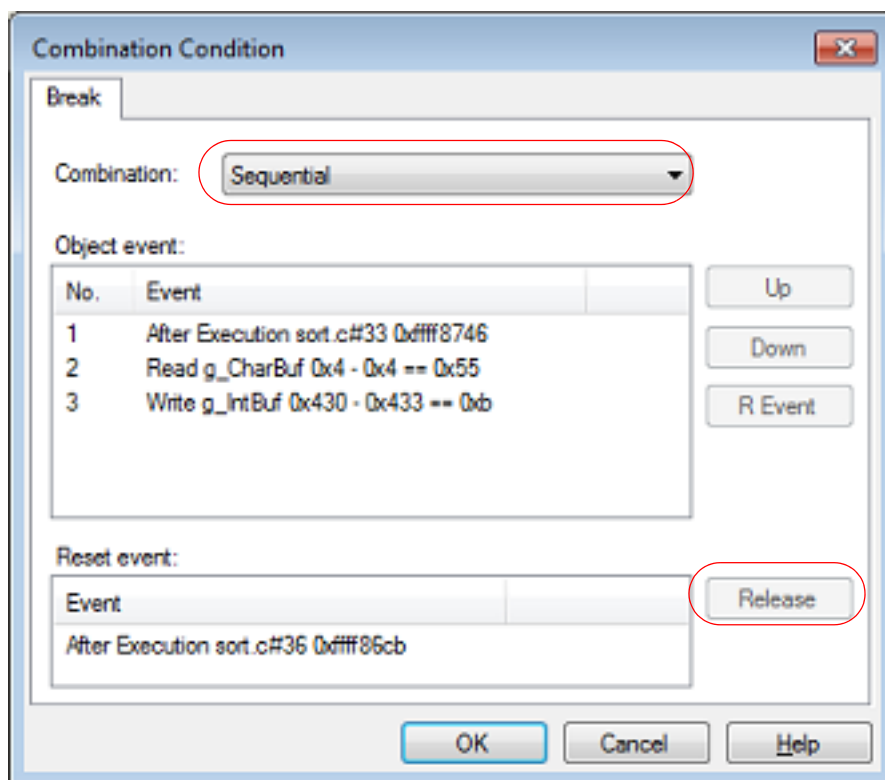 Combination Condition
Break
Combination: Sequential
Object event:
No. Event
1 After Execution sort.c#33 0xffff8746
2 Read g_CharBuf 0x4 - 0x4 == 0x55
3 Write g_IntBuf 0x430 - 0x433 == 0xb
Up
Down
R Event
Reset event:
Event
After Execution sort.c#36 0xffff86cb
Release
OK Cancel Help